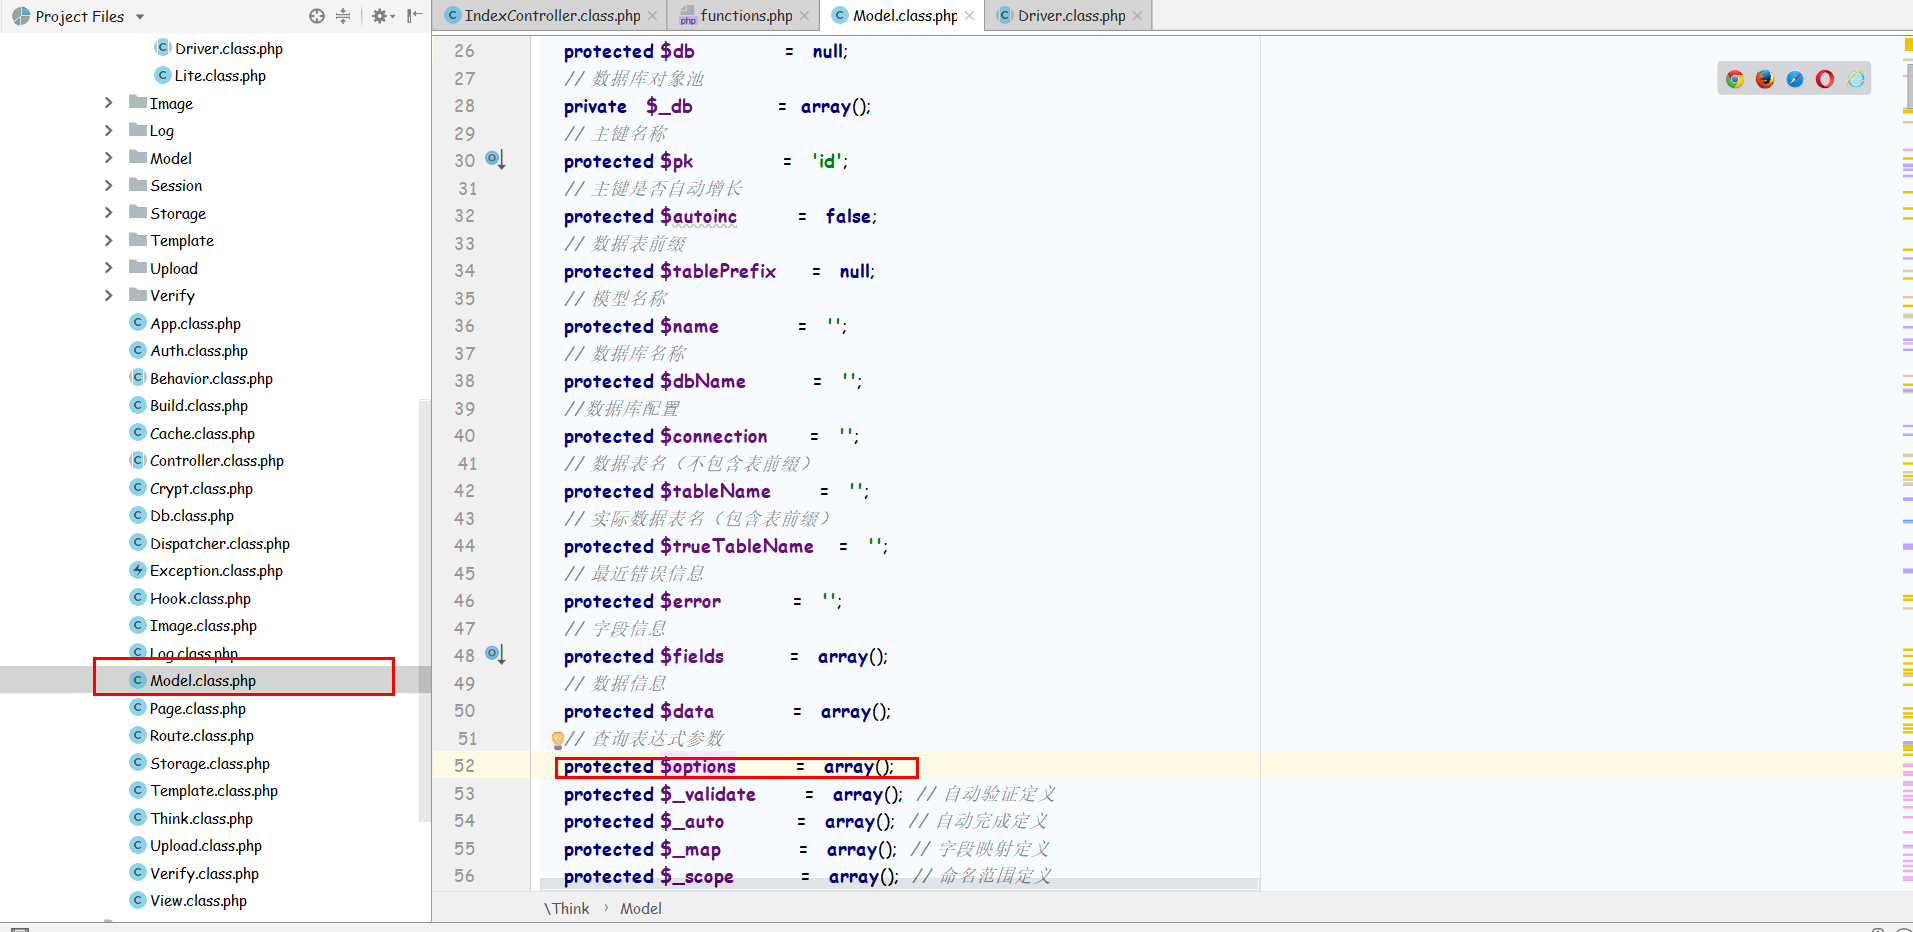 Project Files
Driver.class.php
Lite.class.php
Image
Log
Model
Session
Storage
Template
Upload
Verify
App.class.php
Auth.class.php
Behavior.class.php
Build.class.php
Cache.class.php
Controller.class.php
Crypt.class.php
Db.class.php
Dispatcher.class.php
Exception.class.php
Hook.class.php
Image.class.php
Log.class.php
Model.class.php
Page.class.php
Route.class.php
Storage.class.php
Template.class.php
Think.class.php
Upload.class.php
Verify.class.php
View.class.php
IndexController.class.php functions.php Model.class.php Driver.class.php
26 protected $db = null;
27 // 数据库对象池
28 private $_db = array();
29 // 主键名称
30 protected $pk = 'id';
31 // 主键是否自动增长
32 protected $autoinc = false;
33 // 数据表前缀
34 protected $tablePrefix = null;
35 // 模型名称
36 protected $name = '';
37 // 数据库名称
38 protected $dbName = '';
39 //数据库配置
40 protected $connection = '';
41 // 数据表名（不包含表前缀）
42 protected $tableName = '';
43 // 实际数据表名（包含表前缀）
44 protected $trueTableName = '';
45 // 最近错误信息
46 protected $error = '';
47 // 字段信息
48 protected $fields = array();
49 // 数据信息
50 protected $data = array();
51 // 查询表达式参数
52 protected $options = array();
53 protected $_validate = array(); // 自动验证定义
54 protected $_auto = array(); // 自动完成定义
55 protected $_map = array(); // 字段映射定义
56 protected $_scope = array(); // 命名范围定义
\Think › Model